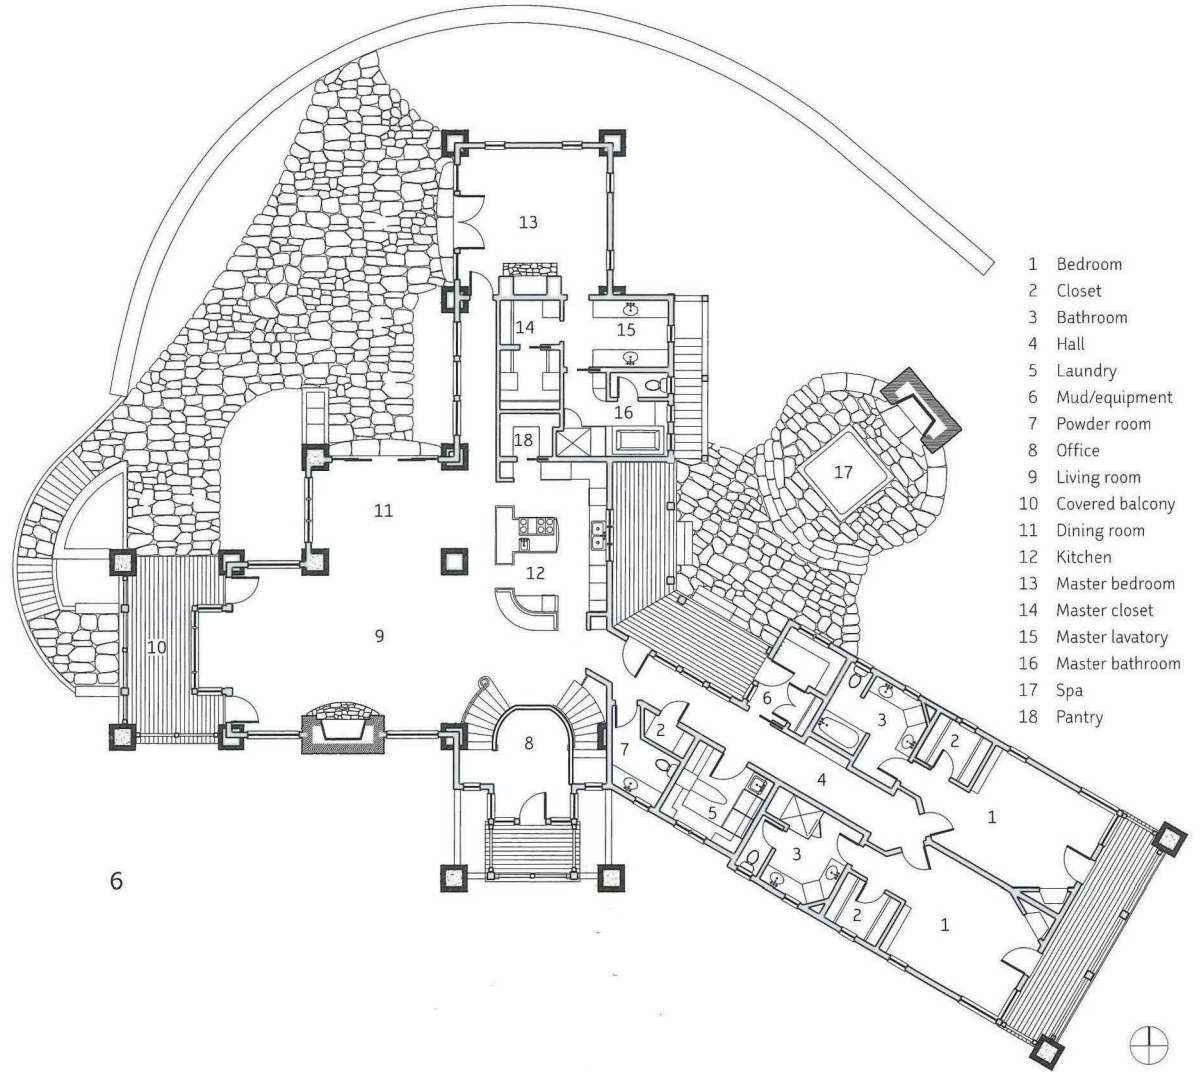 13
14
15
16
18
17
11
12
10
9
6
3
2
8
7
2
4
5
1
3
6
2
1
1 Bedroom
2 Closet
3 Bathroom
4 Hall
5 Laundry
6 Mud/equipment
7 Powder room
8 Office
9 Living room
10 Covered balcony
11 Dining room
12 Kitchen
13 Master bedroom
14 Master closet
15 Master lavatory
16 Master bathroom
17 Spa
18 Pantry